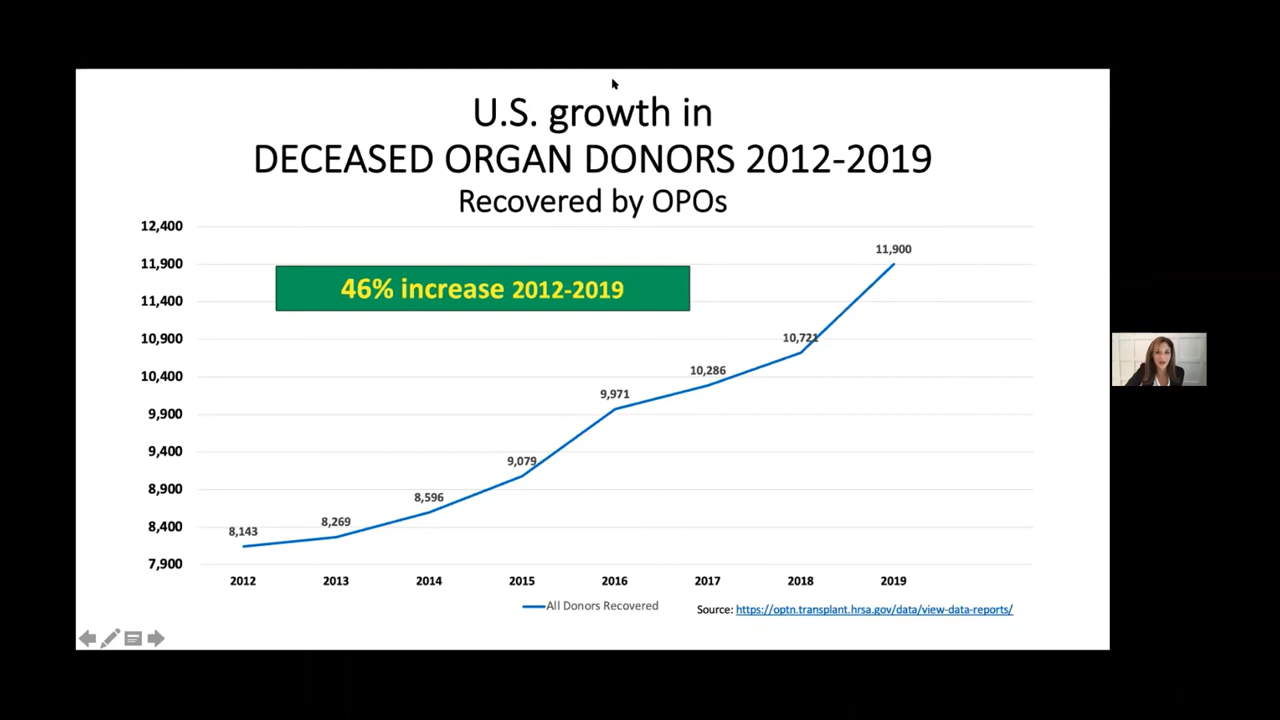 U.S. growth in
DECEASED ORGAN DONORS 2012-2019
Recovered by OPOs
12,400
11,900
11,400
10,900
10,400
9,900
9,400
8,900
8,400
7,900
46% increase 2012-2019
8,143
8,269
8,596
9,079
9,971
10,286
10,721
11,900
2012 2013 2014 2015 2016 2017 2018 2019
All Donors Recovered
Source: https://optn.transplant.hrsa.gov/data/view-data-reports/